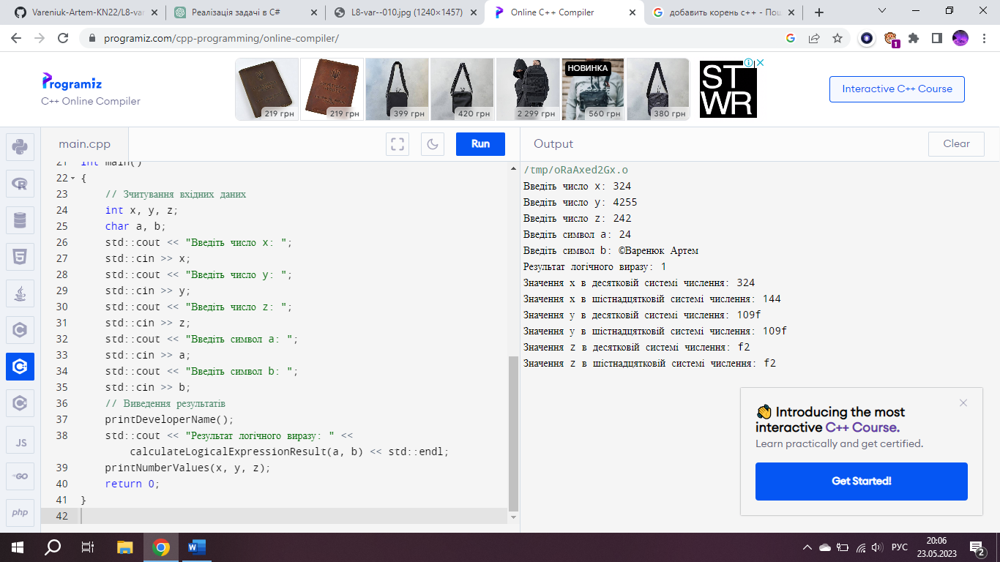 Vareniuk-Artem-KN22/L8-var
Реалізація задачі в C#
L8-var--010.jpg (1240×1457)
Online C++ Compiler
добавить корень c++ - Пош
programiz.com/cpp-programming/online-compiler/
1
Programiz
C++ Online Compiler
219 грн
219 грн
399 грн
420 грн
2 299 грн
НОВИНКА
560 грн
380 грн
ST
WR
Interactive C++ Course
main.cpp
Run
Output
Clear
21 int main()
22 {
23 // Зчитування вхідних даних
24 int x, y, z;
25 char a, b;
26 std::cout << "Введіть число x: ";
27 std::cin >> x;
28 std::cout << "Введіть число y: ";
29 std::cin >> y;
30 std::cout << "Введіть число z: ";
31 std::cin >> z;
32 std::cout << "Введіть символ a: ";
33 std::cin >> a;
34 std::cout << "Введіть символ b: ";
35 std::cin >> b;
36 // Виведення результатів
37 printDeveloperName();
38 std::cout << "Результат логічного виразу: " <<
calculateLogicalExpressionResult(a, b) << std::endl;
39 printNumberValues(x, y, z);
40 return 0;
41 }
42
/tmp/oRaAxed2Gx.o
Введіть число x: 324
Введіть число y: 4255
Введіть число z: 242
Введіть символ a: 24
Введіть символ b: ©Варенюк Артем
Результат логічного виразу: 1
Значення x в десятковій системі числення: 324
Значення x в шістнадцятковій системі числення: 144
Значення y в десятковій системі числення: 109f
Значення y в шістнадцятковій системі числення: 109f
Значення z в десятковій системі числення: f2
Значення z в шістнадцятковій системі числення: f2
👏 Introducing the most
interactive C++ Course.
Learn practically and get certified.
Get Started!
JS
GO
php
РУС
20:06
23.05.2023
2